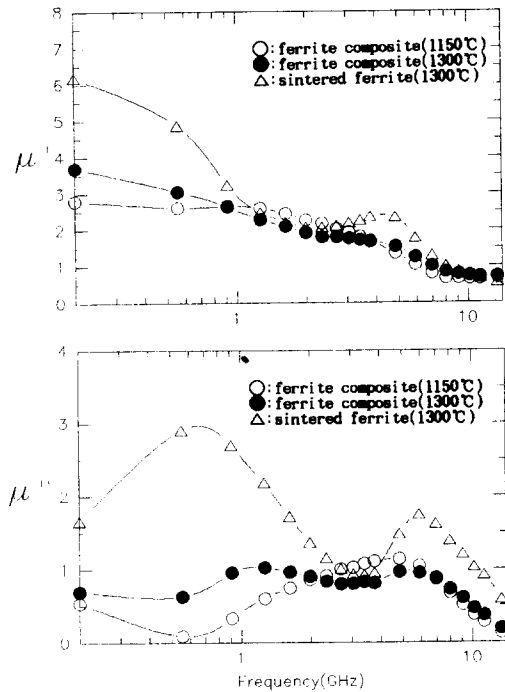 8
7
6
5
4
3
2
1
0
μ'
○:ferrite composite(1150℃)
●:ferrite composite(1300℃)
△:sintered ferrite(1300℃)
1
10
4
3
2
1
0
μ"
○:ferrite composite(1150℃)
●:ferrite composite(1300℃)
△:sintered ferrite(1300℃)
1
10
Frequency(GHz)